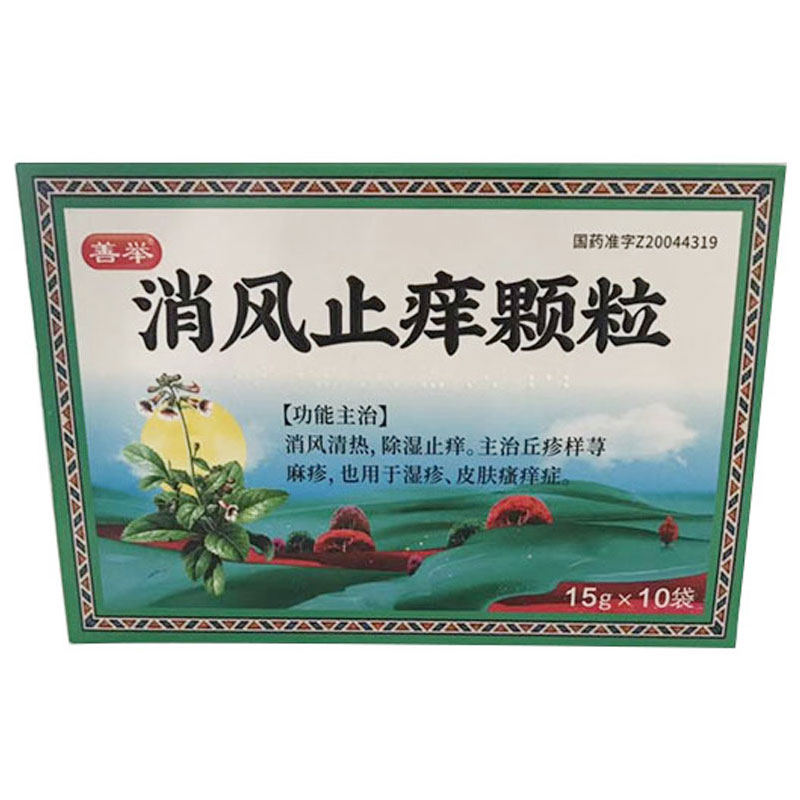 善举
国药准字Z20044319
消风止痒颗粒
【功能主治】
消风清热，除湿止痒。主治丘疹样荨
麻疹，也用于湿疹、皮肤瘙痒症。
15g×10袋